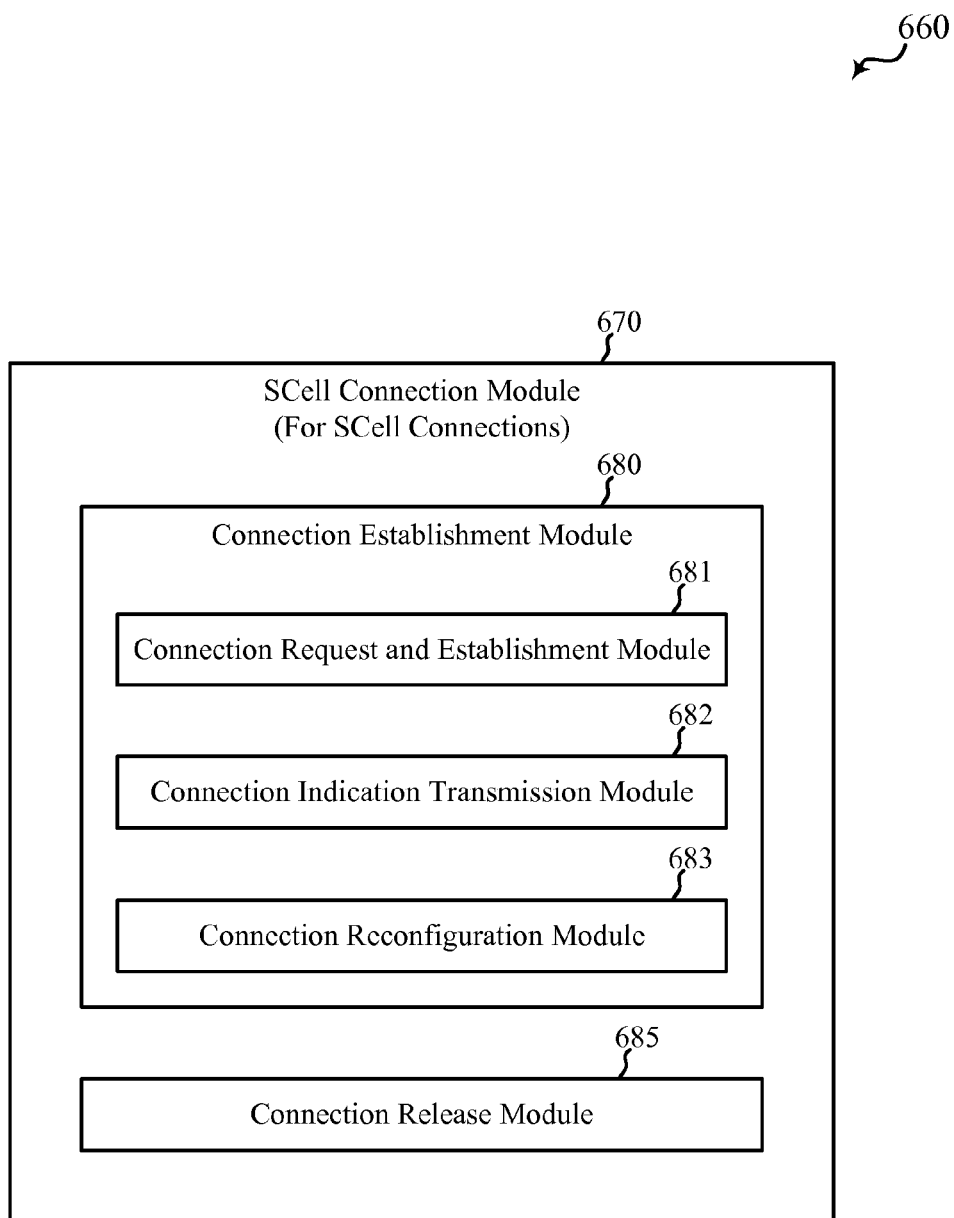 660
670
SCell Connection Module
(For SCell Connections)
680
Connection Establishment Module
681
Connection Request and Establishment Module
682
Connection Indication Transmission Module
683
Connection Reconfiguration Module
685
Connection Release Module